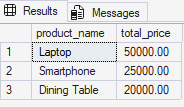 Results Messages
product_name total_price
1 Laptop 50000.00
2 Smartphone 25000.00
3 Dining Table 20000.00